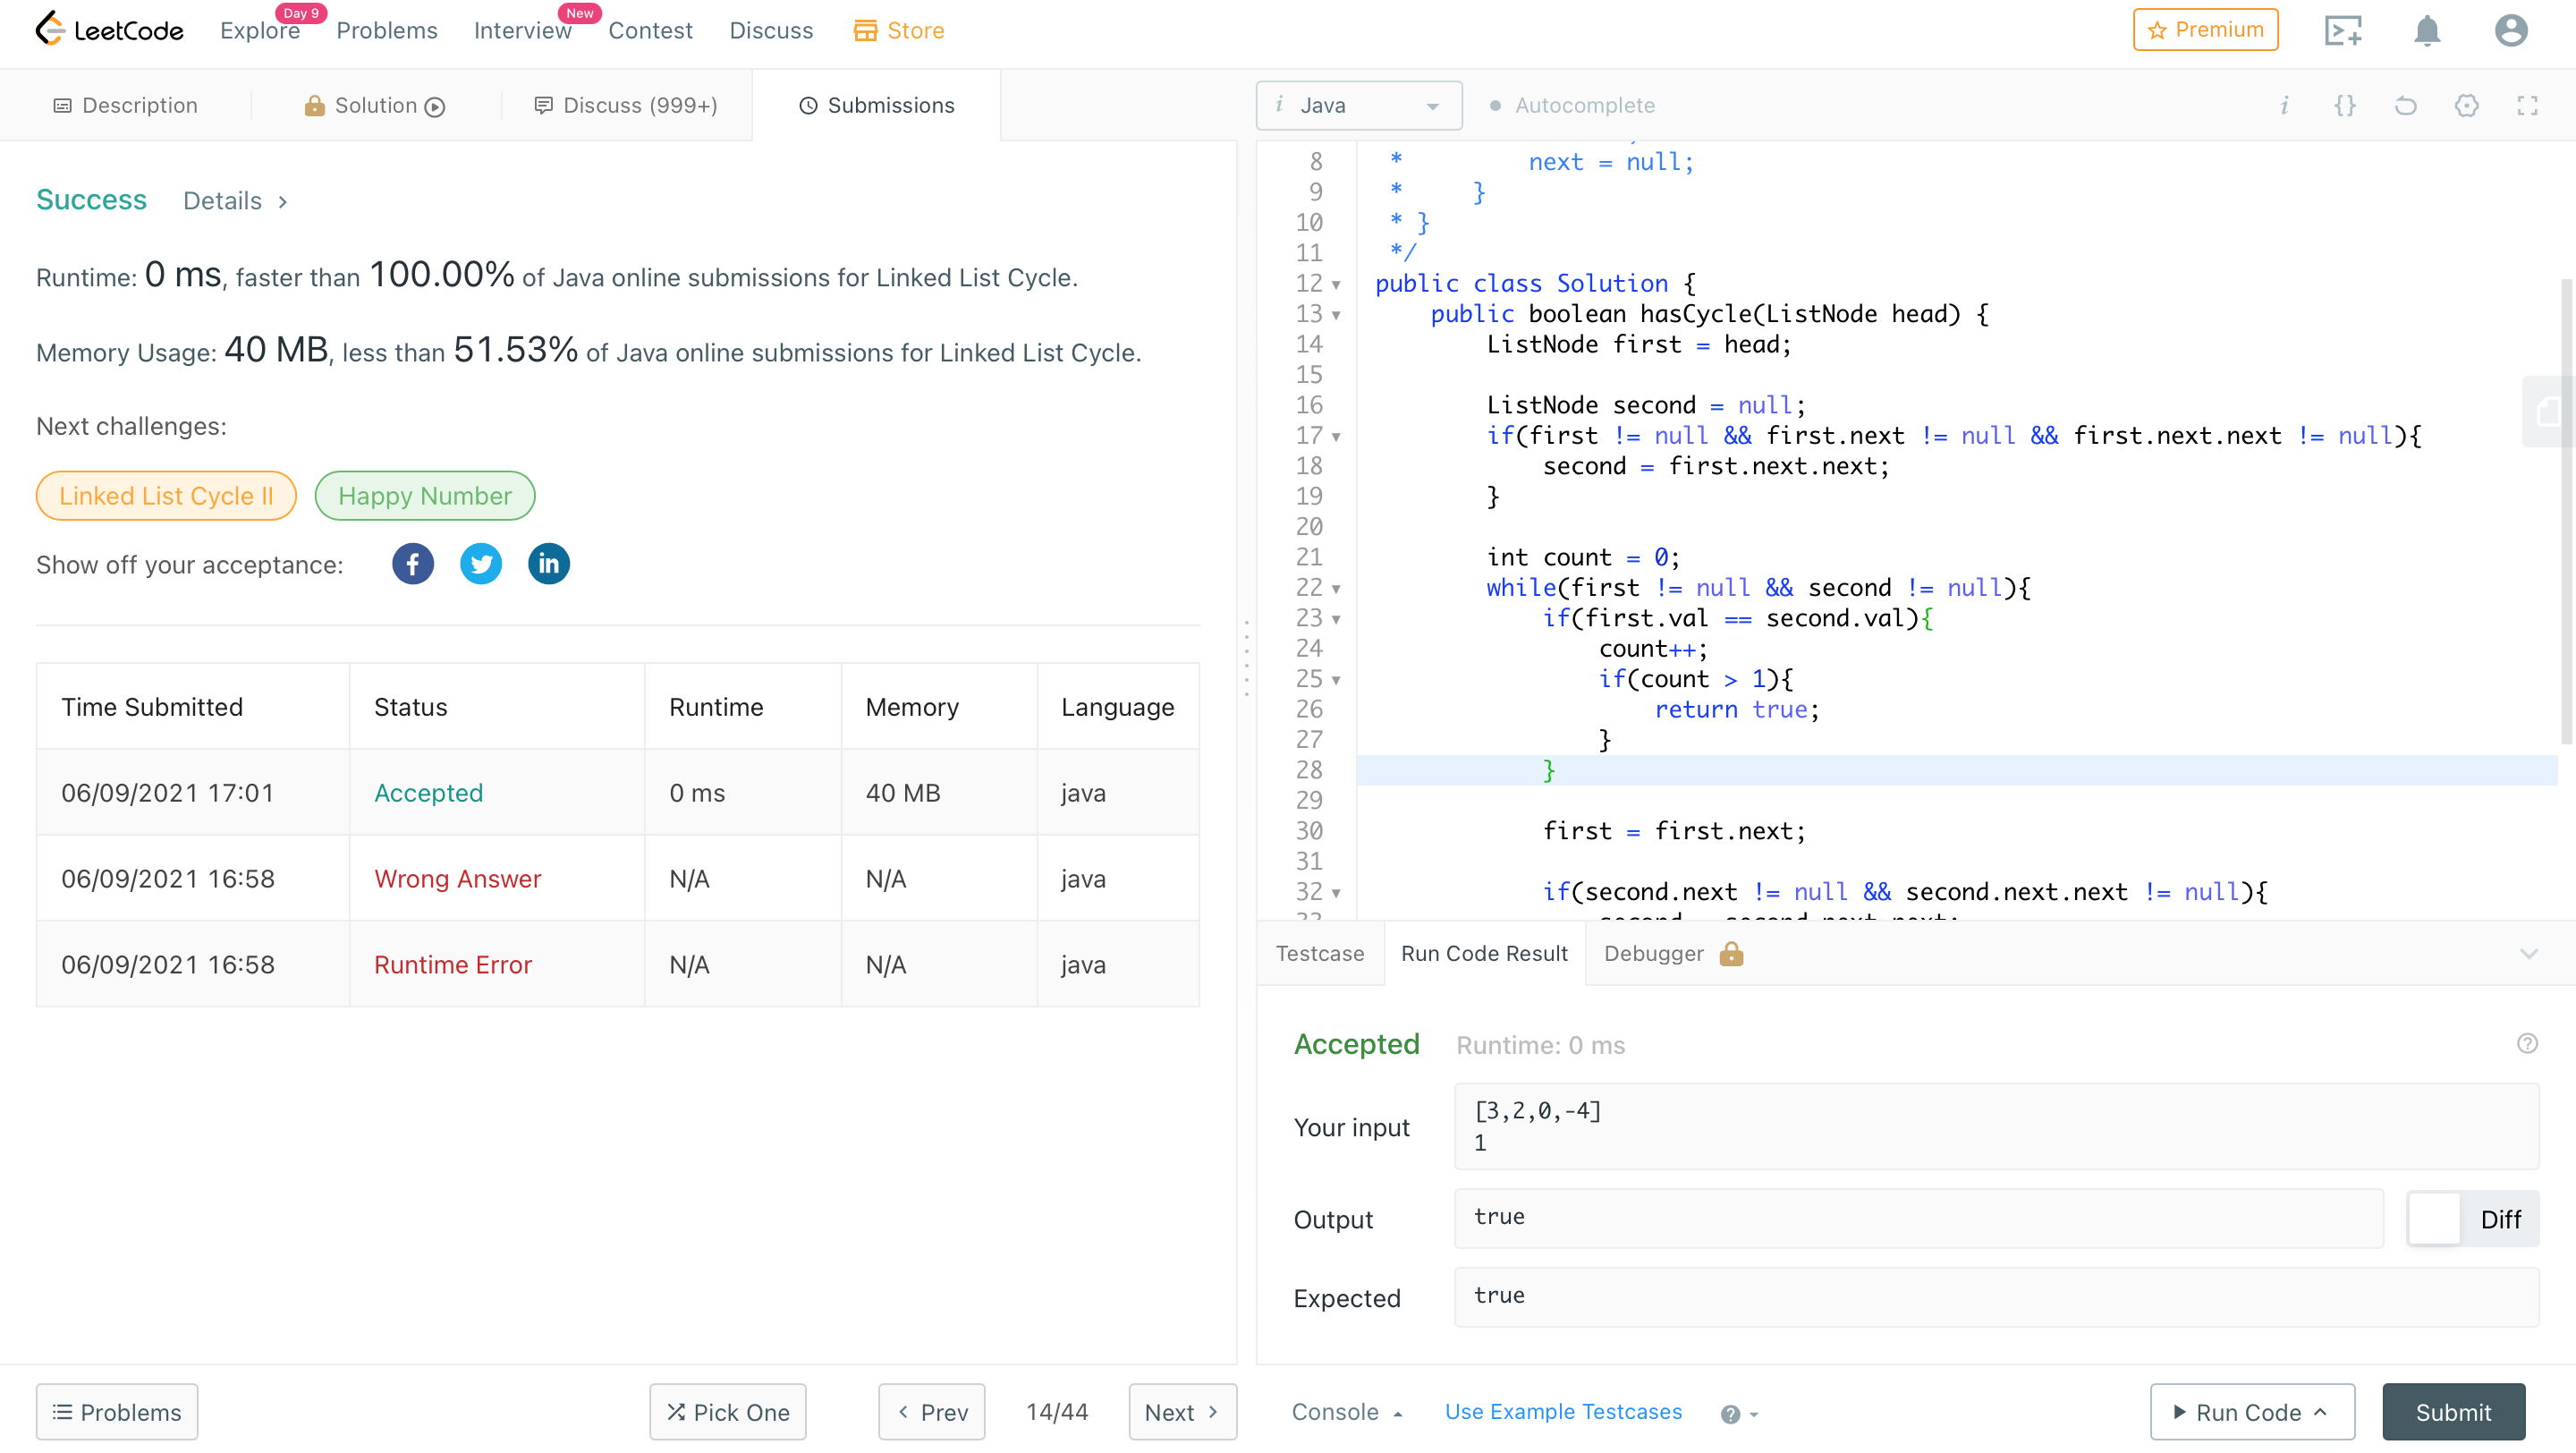 LeetCode
Explore
Day 9
Problems
Interview
New
Contest
Discuss
Store
Premium
Description
Solution
Discuss (999+)
Submissions
i Java
Autocomplete
i
{}
Success
Details >
Runtime: 0 ms, faster than 100.00% of Java online submissions for Linked List Cycle.
Memory Usage: 40 MB, less than 51.53% of Java online submissions for Linked List Cycle.
Next challenges:
Linked List Cycle II
Happy Number
Show off your acceptance:
Time Submitted Status Runtime Memory Language
06/09/2021 17:01 Accepted 0 ms 40 MB java
06/09/2021 16:58 Wrong Answer N/A N/A java
06/09/2021 16:58 Runtime Error N/A N/A java
8 * next = null;
9 * }
10 * }
11 */
12 public class Solution {
13 public boolean hasCycle(ListNode head) {
14 ListNode first = head;
15
16 ListNode second = null;
17 if(first != null && first.next != null && first.next.next != null){
18 second = first.next.next;
19 }
20
21 int count = 0;
22 while(first != null && second != null){
23 if(first.val == second.val){
24 count++;
25 if(count > 1){
26 return true;
27 }
28 }
29
30 first = first.next;
31
32 if(second.next != null && second.next.next != null){
33 second = second.next.next;
Testcase
Run Code Result
Debugger
Accepted
Runtime: 0 ms
Your input
[3,2,0,-4]
1
Output
true
Diff
Expected
true
Problems
Pick One
< Prev
14/44
Next >
Console
Use Example Testcases
Run Code
Submit